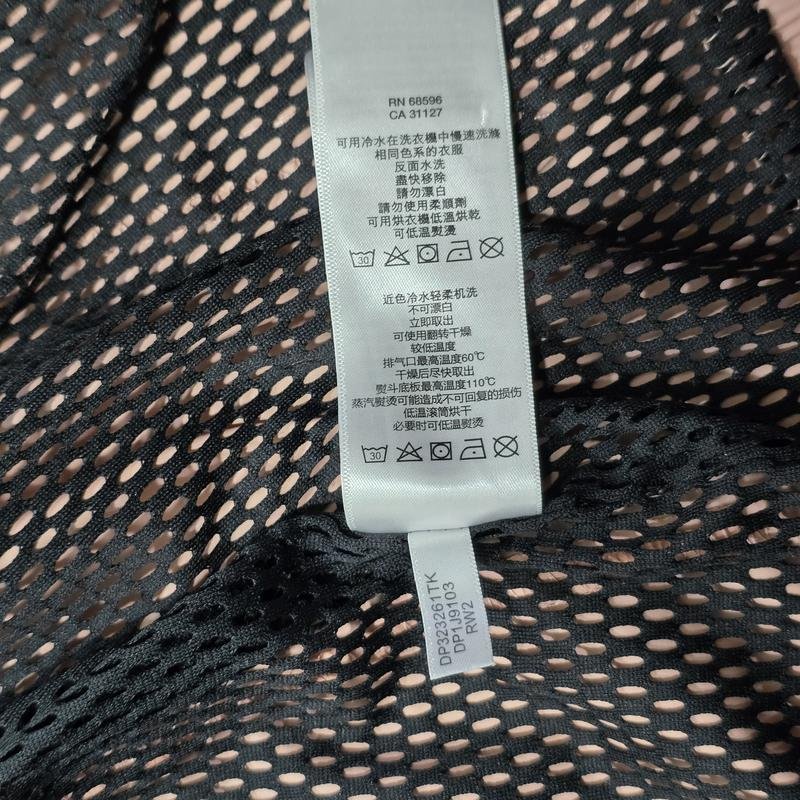 RN 68596
CA 31127
可用冷水在洗衣機中慢速洗滌
相同色系的衣服
反面水洗
盡快移除
請勿漂白
請勿使用柔順劑
可用烘衣機低溫烘乾
可低溫熨燙
30
近色冷水轻柔机洗
不可漂白
立即取出
可使用翻转干燥
较低温度
排气口最高温度60℃
干燥后尽快取出
熨斗底板最高温度110℃
蒸汽熨烫可能造成不可回复的损伤
低温滚筒烘干
必要时可低温熨烫
30
DP323261TK
DP1J9103
RW2